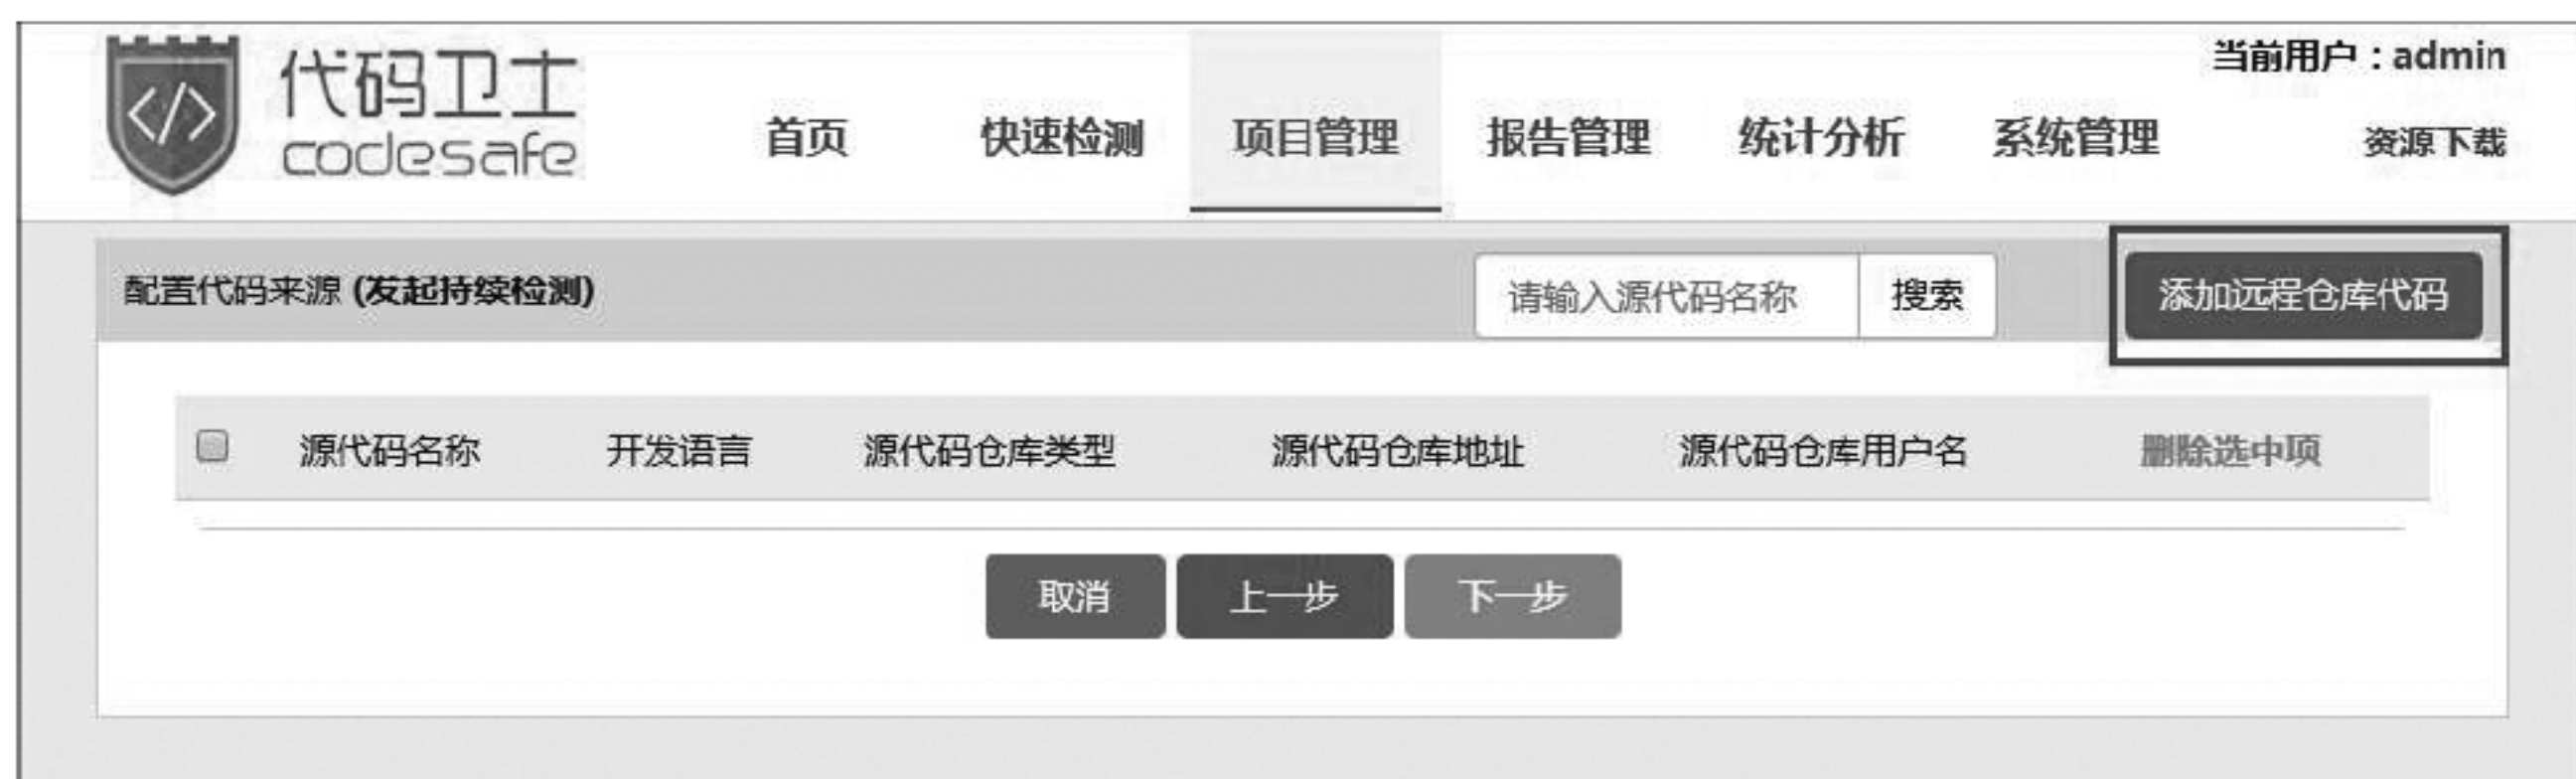 当前用户：admin
代码卫士
codesafe
首页 快速检测 项目管理 报告管理 统计分析 系统管理 资源下载
配置代码来源 (发起持续检测) 请输入源代码名称 搜索 添加远程仓库代码
源代码名称 开发语言 源代码仓库类型 源代码仓库地址 源代码仓库用户名 删除选中项
取消 上一步 下一步